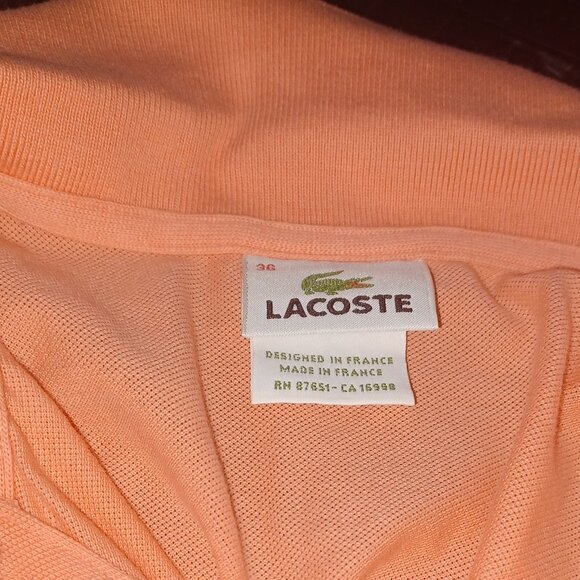 36
LACOSTE
DESIGNED IN FRANCE
MADE IN FRANCE
RN 87651 - CA 16998